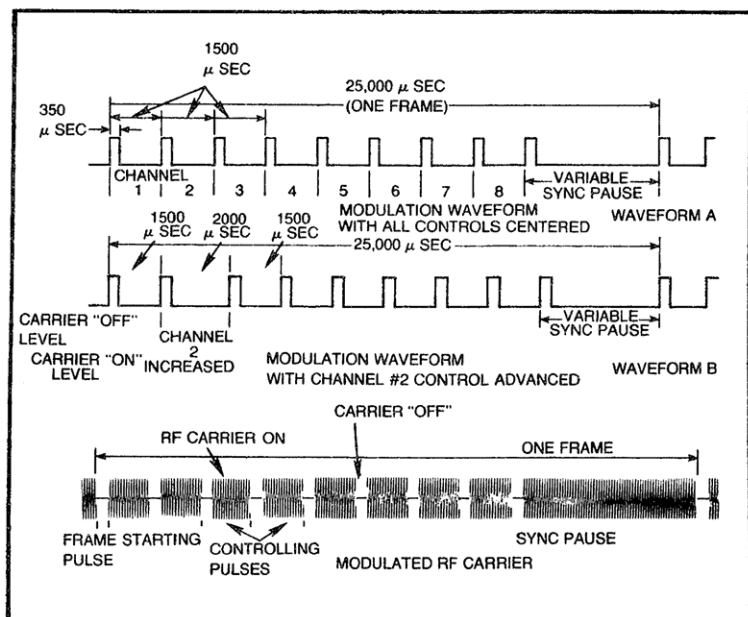 1500
μ SEC
25,000 μ SEC
(ONE FRAME)
350
μ SEC
CHANNEL
1 2 3 4 5 6 7 8
VARIABLE
SYNC PAUSE
MODULATION WAVEFORM
WITH ALL CONTROLS CENTERED
WAVEFORM A
1500
μ SEC
2000
μ SEC
1500
μ SEC
25,000 μ SEC
CARRIER "OFF"
LEVEL
CARRIER "ON"
LEVEL
CHANNEL
2
INCREASED
VARIABLE
SYNC PAUSE
MODULATION WAVEFORM
WITH CHANNEL #2 CONTROL ADVANCED
WAVEFORM B
CARRIER "OFF"
RF CARRIER ON
ONE FRAME
FRAME STARTING
PULSE
CONTROLLING
PULSES
SYNC PAUSE
MODULATED RF CARRIER